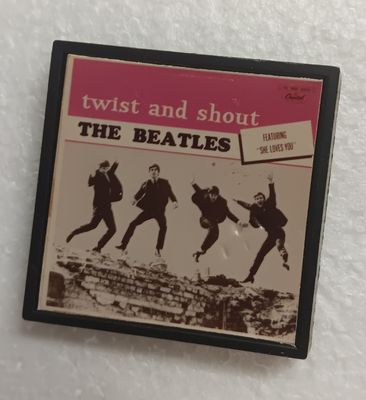 Capitol
twist and shout
THE BEATLES
FEATURING
"SHE LOVES YOU"